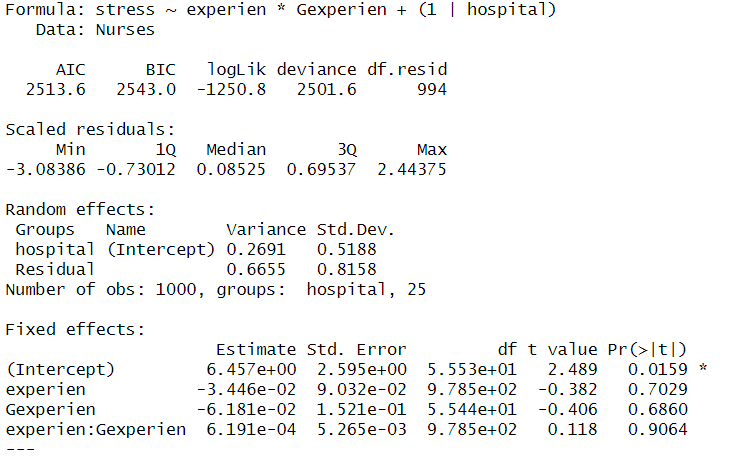 Formula: stress ~ experien * Gexperien + (1 | hospital)
   Data: Nurses

     AIC      BIC   logLik deviance df.resid
  2513.6   2543.0  -1250.8   2501.6      994

Scaled residuals:
     Min       1Q   Median       3Q      Max
-3.08386 -0.73012  0.08525  0.69537  2.44375

Random effects:
 Groups   Name        Variance Std.Dev.
 hospital (Intercept) 0.2691   0.5188
 Residual             0.6655   0.8158
Number of obs: 1000, groups:  hospital, 25

Fixed effects:
                     Estimate Std. Error         df t value Pr(>|t|)
(Intercept)         6.457e+00  2.595e+00  5.553e+01   2.489   0.0159 *
experien           -3.446e-02  9.032e-02  9.785e+02  -0.382   0.7029
Gexperien          -6.181e-02  1.521e-01  5.544e+01  -0.406   0.6860
experien:Gexperien  6.191e-04  5.265e-03  9.785e+02   0.118   0.9064
---